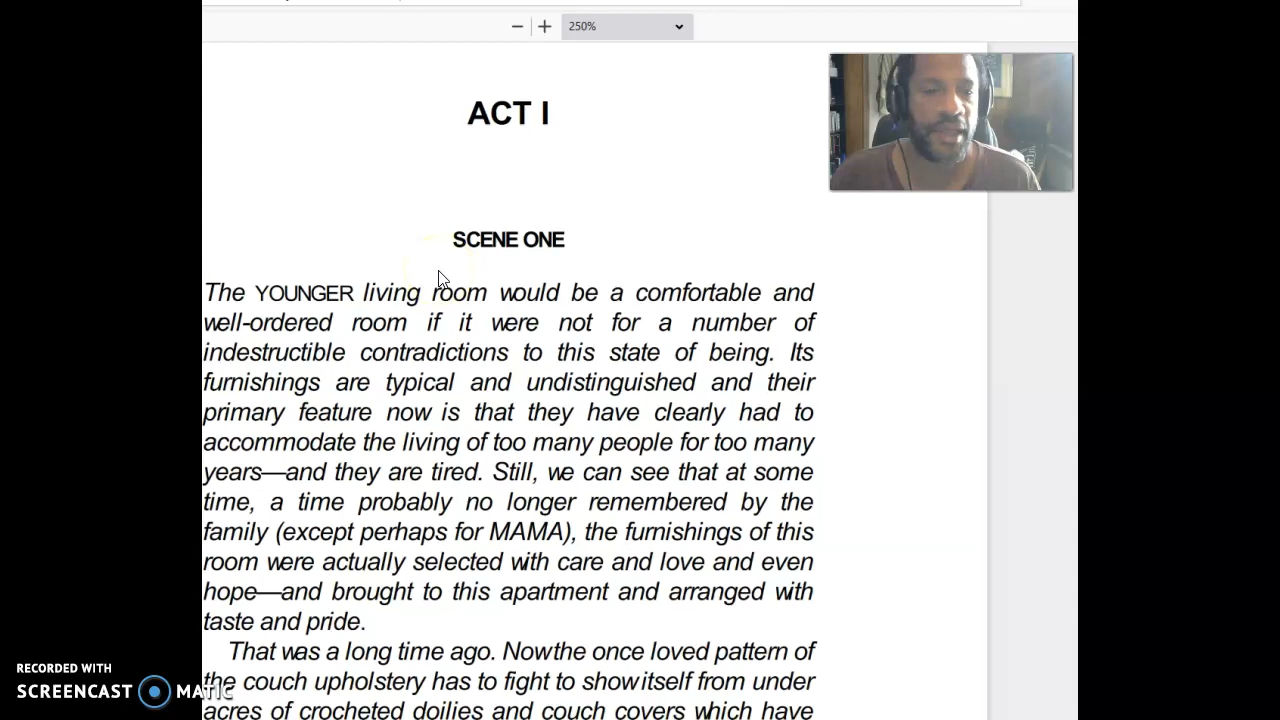 250%
ACT I
SCENE ONE
The YOUNGER living room would be a comfortable and
well-ordered room if it were not for a number of
indestructible contradictions to this state of being. Its
furnishings are typical and undistinguished and their
primary feature now is that they have clearly had to
accommodate the living of too many people for too many
years—and they are tired. Still, we can see that at some
time, a time probably no longer remembered by the
family (except perhaps for MAMA), the furnishings of this
room were actually selected with care and love and even
hope—and brought to this apartment and arranged with
taste and pride.
That was a long time ago. Now the once loved pattern of
the couch upholstery has to fight to show itself from under
acres of crocheted doilies and couch covers which have
RECORDED WITH
SCREENCAST MATIC